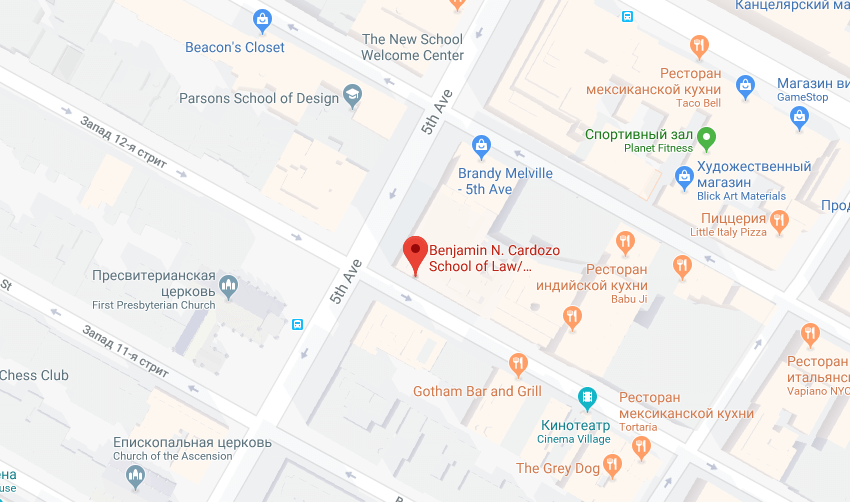 Канцелярский ма
Beacon's Closet
The New School
Welcome Center
Ресторан
мексиканской кухни
Taco Bell
Магазин ви
GameStop
Parsons School of Design
5th Ave
Запад 12-я стрит
Спортивный зал
Planet Fitness
Brandy Melville
- 5th Ave
Художественный
магазин
Blick Art Materials
Прод
Пиццерия
Little Italy Pizza
Benjamin N. Cardozo
School of Law/...
Ресторан
индийской кухни
Babu Ji
5th Ave
Пресвитерианская
церковь
First Presbyterian Church
St
Запад 11-я стрит
Chess Club
Gotham Bar and Grill
Ресторан
итальянс
Vapiano NYC
Ресторан
мексиканской кухни
Tortaria
Кинотеатр
Cinema Village
Епископальная церковь
Church of the Ascension
The Grey Dog
ена
use